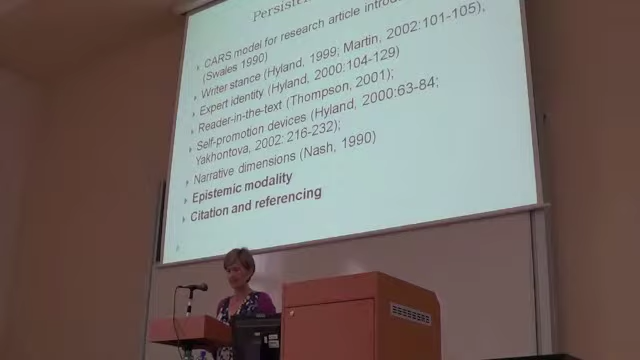 Persist
CARS model for research article introd
(Swales 1990)
Writer stance (Hyland, 1999; Martin, 2002:101-105),
Expert identity (Hyland, 2000:104-129)
Reader-in-the-text (Thompson, 2001);
Self-promotion devices (Hyland, 2000:63-84;
Yakhontova, 2002: 216-232);
Narrative dimensions (Nash, 1990)
Epistemic modality
Citation and referencing